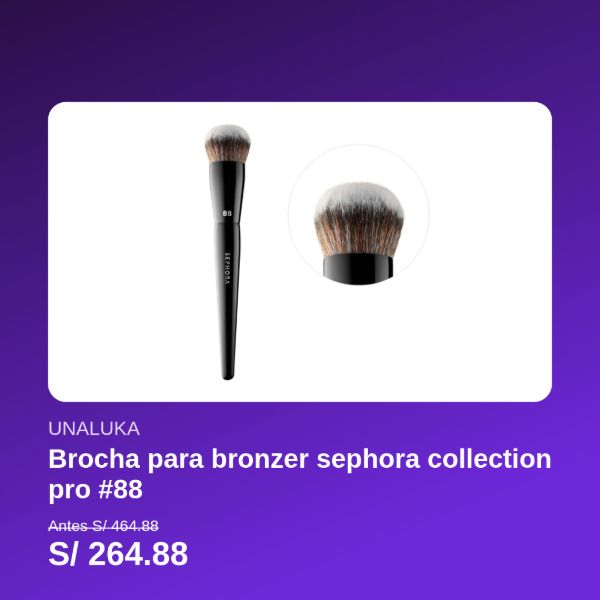 88
SEPHORA
UNALUKA
Brocha para bronzer sephora collection
pro #88
Antes S/ 464.88
S/ 264.88